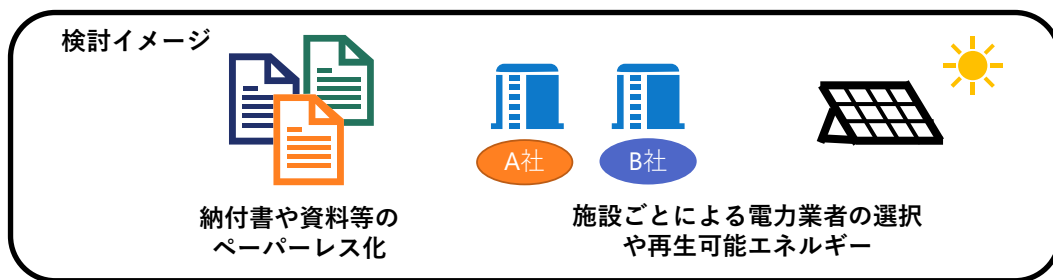 検討イメージ
A社
B社
納付書や資料等の
ペーパーレス化
施設ごとによる電力業者の選択
や再生可能エネルギー